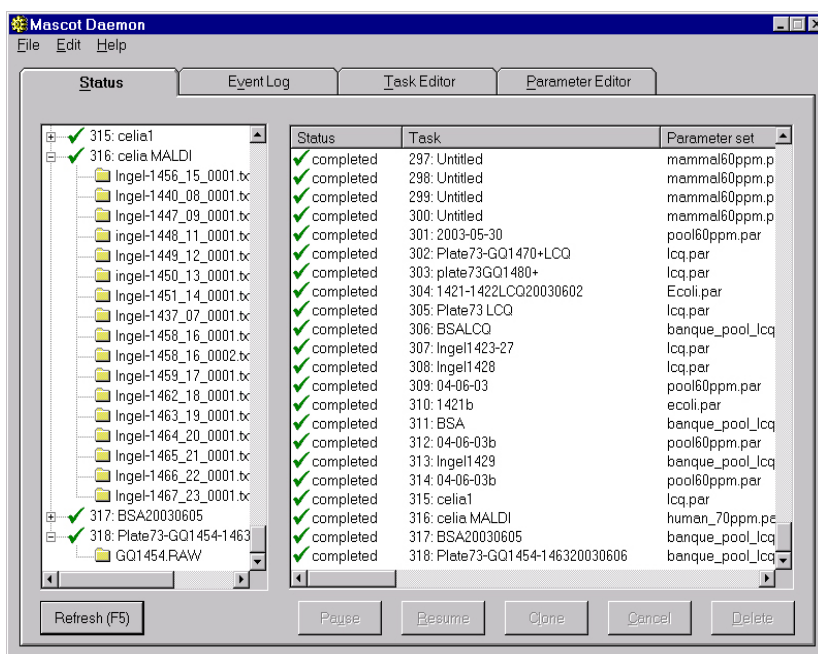 Mascot Daemon
File Edit Help
Status Event Log Task Editor Parameter Editor
315: celia1
316: celia MALDI
Ingel-1456_15_0001.tx
Ingel-1440_08_0001.tx
Ingel-1447_09_0001.tx
ingel-1448_11_0001.tx
Ingel-1449_12_0001.tx
ingel-1450_13_0001.tx
Ingel-1451_14_0001.tx
Ingel-1437_07_0001.tx
Ingel-1458_16_0001.tx
Ingel-1458_16_0002.tx
Ingel-1459_17_0001.tx
Ingel-1462_18_0001.tx
Ingel-1463_19_0001.tx
Ingel-1464_20_0001.tx
Ingel-1465_21_0001.tx
Ingel-1466_22_0001.tx
Ingel-1467_23_0001.tx
317: BSA20030605
318: Plate73-GQ1454-1463
GQ1454.RAW
Status Task Parameter set
completed 297: Untitled mammal60ppm.p
completed 298: Untitled mammal60ppm.p
completed 299: Untitled mammal60ppm.p
completed 300: Untitled mammal60ppm.p
completed 301: 2003-05-30 pool60ppm.par
completed 302: Plate73-GQ1470+LCQ lcq.par
completed 303: plate73GQ1480+ lcq.par
completed 304: 1421-1422LCQ20030602 Ecoli.par
completed 305: Plate73 LCQ lcq.par
completed 306: BSALCQ banque_pool_lcq
completed 307: Ingel1423-27 lcq.par
completed 308: Ingel1428 lcq.par
completed 309: 04-06-03 pool60ppm.par
completed 310: 1421b ecoli.par
completed 311: BSA banque_pool_lcq
completed 312: 04-06-03b pool60ppm.par
completed 313: Ingel1429 banque_pool_lcq
completed 314: 04-06-03b pool60ppm.par
completed 315: celia1 lcq.par
completed 316: celia MALDI human_70ppm.pa
completed 317: BSA20030605 banque_pool_lcq
completed 318: Plate73-GQ1454-146320030606 banque_pool_lcq
Refresh (F5) Pause Resume Clone Cancel Delete